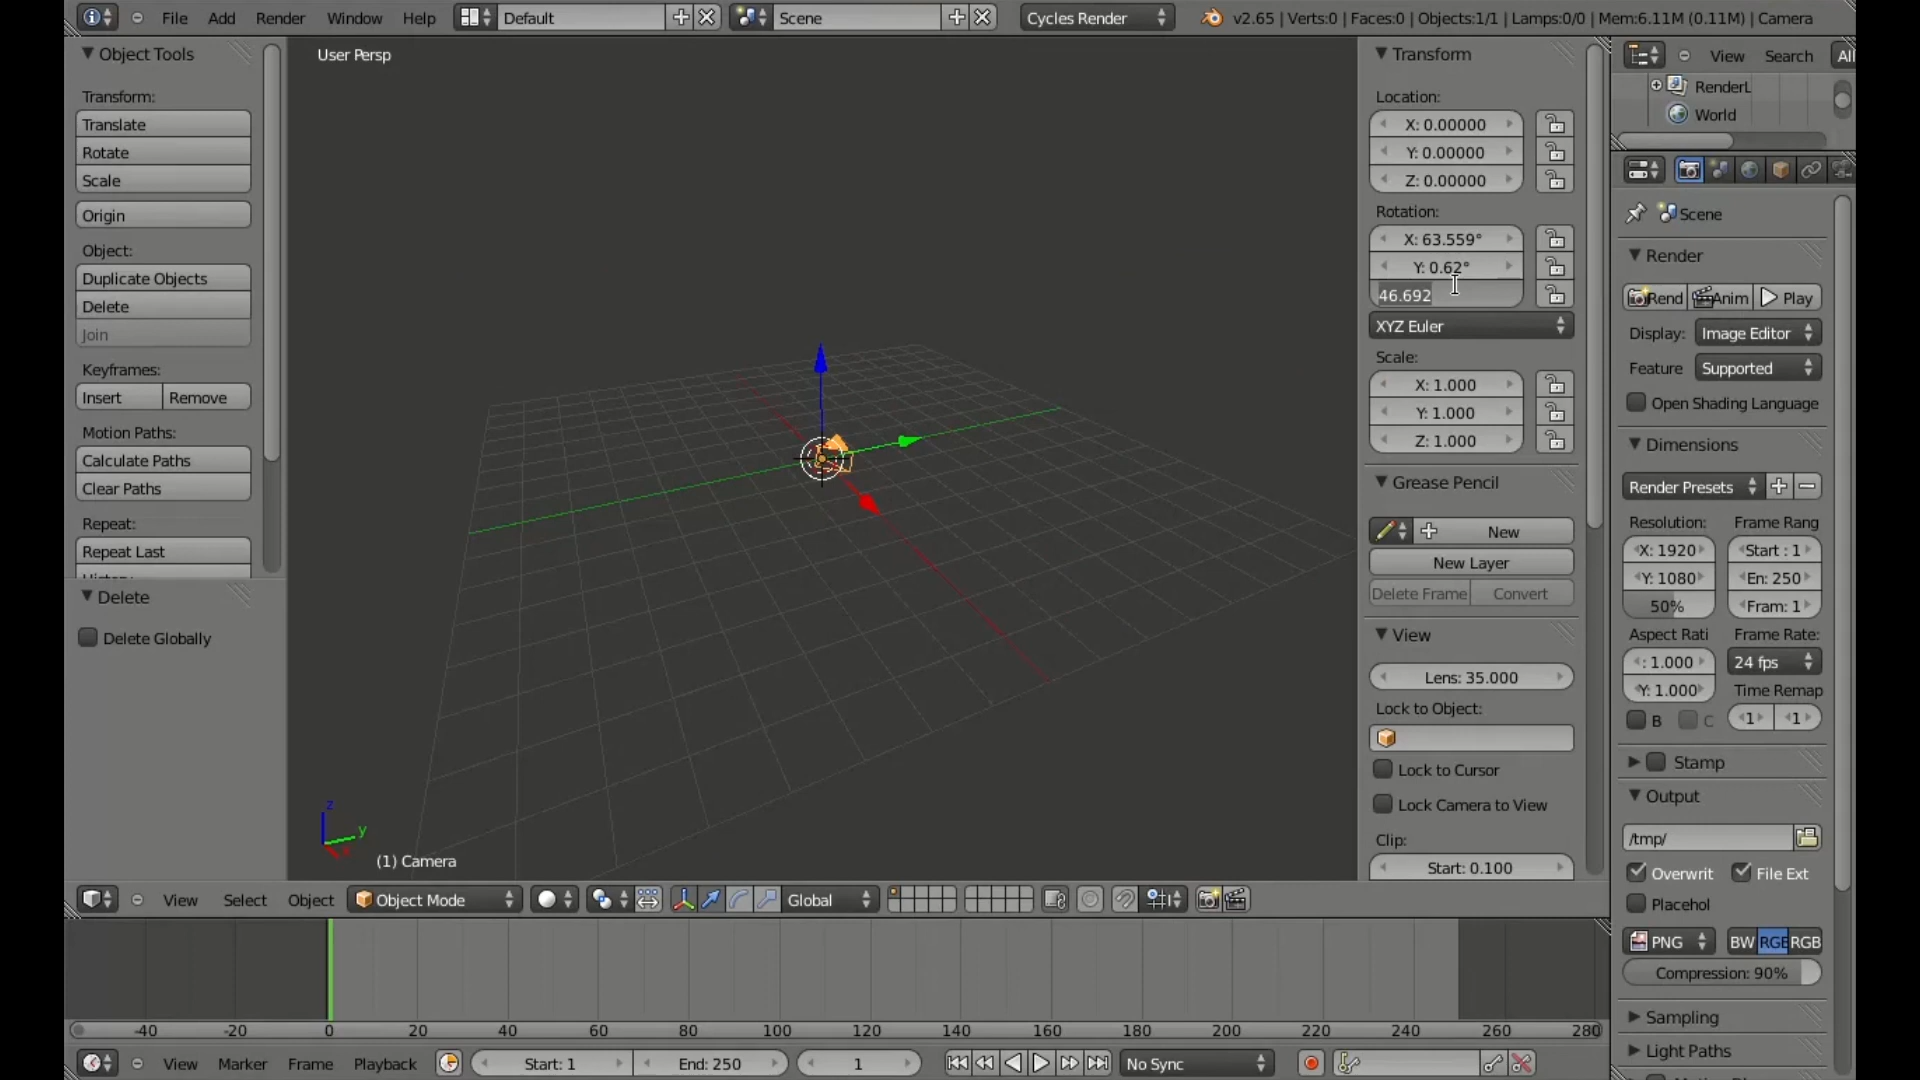 File Add Render Window Help Default Scene Cycles Render v2.65 | Verts:0 | Faces:0 | Objects:1/1 | Lamps:0/0 | Mem:6.11M (0.11M) | Camera
Object Tools
Transform:
Translate
Rotate
Scale
Origin
Object:
Duplicate Objects
Delete
Join
Keyframes:
Insert Remove
Motion Paths:
Calculate Paths
Clear Paths
Repeat:
Repeat Last
Delete
Delete Globally
User Persp
z
y
x
(1) Camera
Transform
Location:
X: 0.00000
Y: 0.00000
Z: 0.00000
Rotation:
X: 63.559°
Y: 0.62°
46.692
XYZ Euler
Scale:
X: 1.000
Y: 1.000
Z: 1.000
Grease Pencil
New
New Layer
Delete Frame Convert
View
Lens: 35.000
Lock to Object:
Lock to Cursor
Lock Camera to View
Clip:
Start: 0.100
View Search All
RenderL
World
Scene
Render
Rend Anim Play
Display: Image Editor
Feature Supported
Open Shading Language
Dimensions
Render Presets
Resolution: Frame Rang
X: 1920 Start : 1
Y: 1080 En: 250
50% Fram: 1
Aspect Rati Frame Rate:
: 1.000 24 fps
Y: 1.000 Time Remap
B C 1 1
Stamp
Output
/tmp/
Overwrit File Ext
Placehol
PNG BW RGB RGB
Compression: 90%
Sampling
Light Paths
View Select Object Object Mode Global
-40 -20 0 20 40 60 80 100 120 140 160 180 200 220 240 260 280
View Marker Frame Playback Start: 1 End: 250 1 No Sync